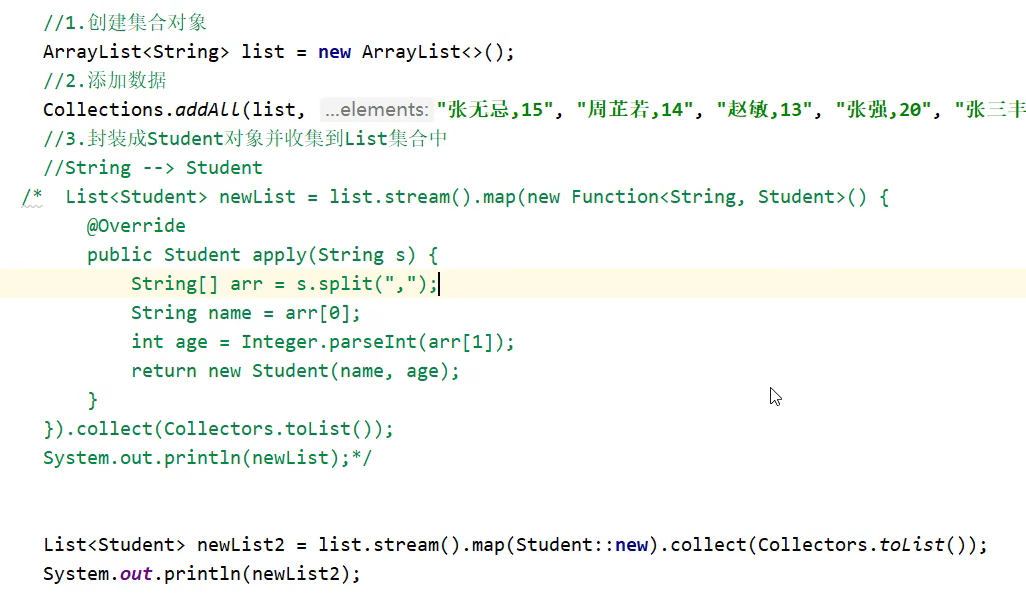 //1.创建集合对象
ArrayList<String> list = new ArrayList<>();
//2.添加数据
Collections.addAll(list, ...elements: "张无忌,15", "周芷若,14", "赵敏,13", "张强,20", "张三丰
//3.封装成Student对象并收集到List集合中
//String --> Student
/* List<Student> newList = list.stream().map(new Function<String, Student>() {
@Override
public Student apply(String s) {
String[] arr = s.split(",");
String name = arr[0];
int age = Integer.parseInt(arr[1]);
return new Student(name, age);
}
}).collect(Collectors.toList());
System.out.println(newList);*/
List<Student> newList2 = list.stream().map(Student::new).collect(Collectors.toList());
System.out.println(newList2);